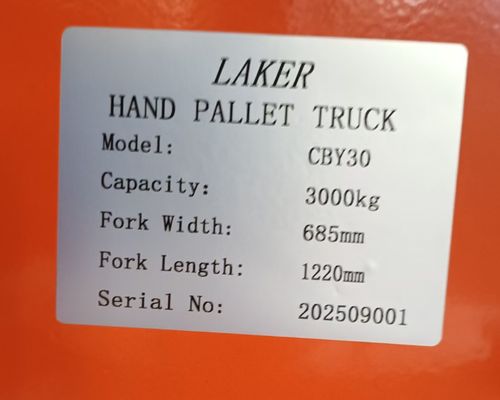 LAKER
HAND PALLET TRUCK
Model: CBY30
Capacity: 3000kg
Fork Width: 685mm
Fork Length: 1220mm
Serial No: 202509001